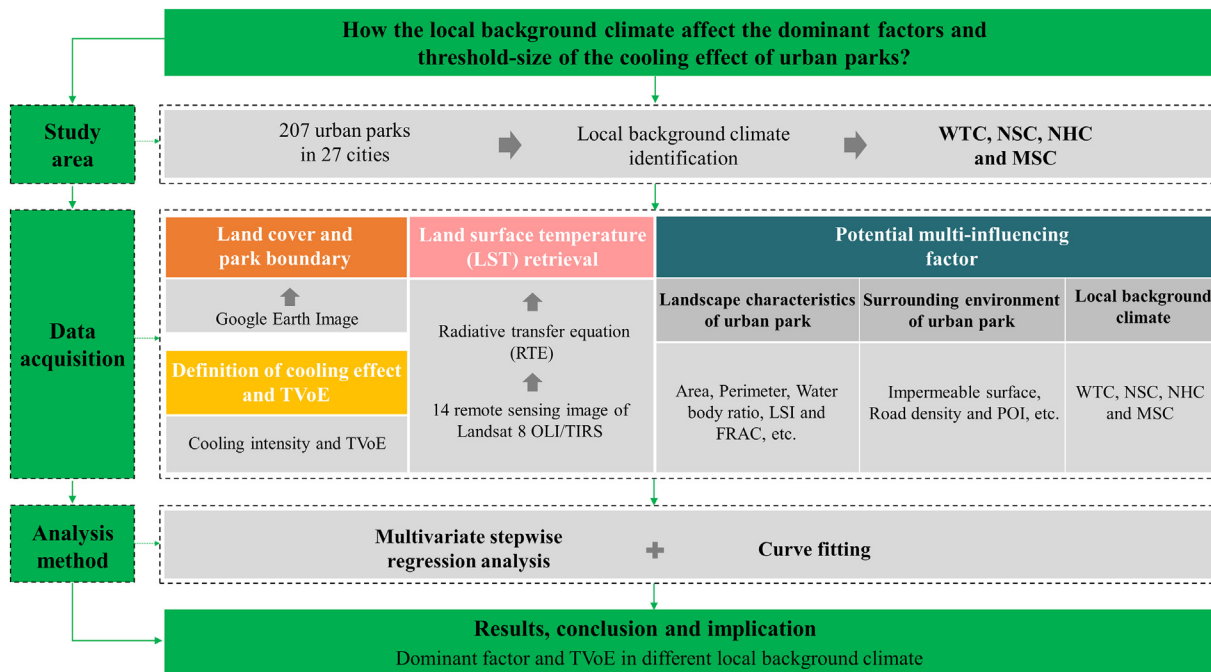 How the local background climate affect the dominant factors and
threshold-size of the cooling effect of urban parks?
Study
area
207 urban parks
in 27 cities
Local background climate
identification
WTC, NSC, NHC
and MSC
Data
acquisition
Land cover and
park boundary
Google Earth Image
Definition of cooling effect
and TVoE
Cooling intensity and TVoE
Land surface temperature
(LST) retrieval
Radiative transfer equation
(RTE)
14 remote sensing image of
Landsat 8 OLI/TIRS
Potential multi-influencing
factor
Landscape characteristics
of urban park
Area, Perimeter, Water
body ratio, LSI and
FRAC, etc.
Surrounding environment
of urban park
Impermeable surface,
Road density and POI, etc.
Local background
climate
WTC, NSC, NHC
and MSC
Analysis
method
Multivariate stepwise
regression analysis
Curve fitting
Results, conclusion and implication
Dominant factor and TVoE in different local background climate